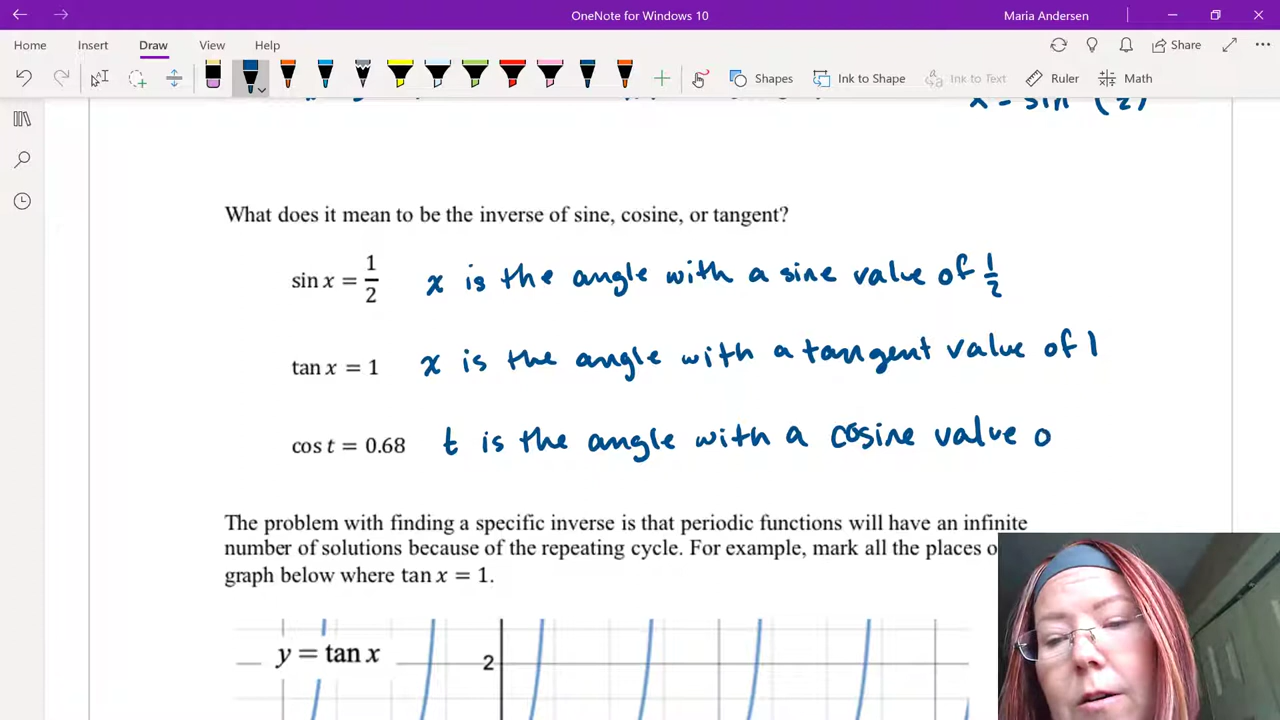 OneNote for Windows 10
Maria Andersen
Home Insert Draw View Help
Share
Shapes Ink to Shape Ink to Text Ruler Math
What does it mean to be the inverse of sine, cosine, or tangent?
sin x = 1/2 x is the angle with a sine value of 1/2
tan x = 1 x is the angle with a tangent value of 1
cos t = 0.68 t is the angle with a cosine value o
The problem with finding a specific inverse is that periodic functions will have an infinite
number of solutions because of the repeating cycle. For example, mark all the places o
graph below where tan x = 1.
y = tan x
2